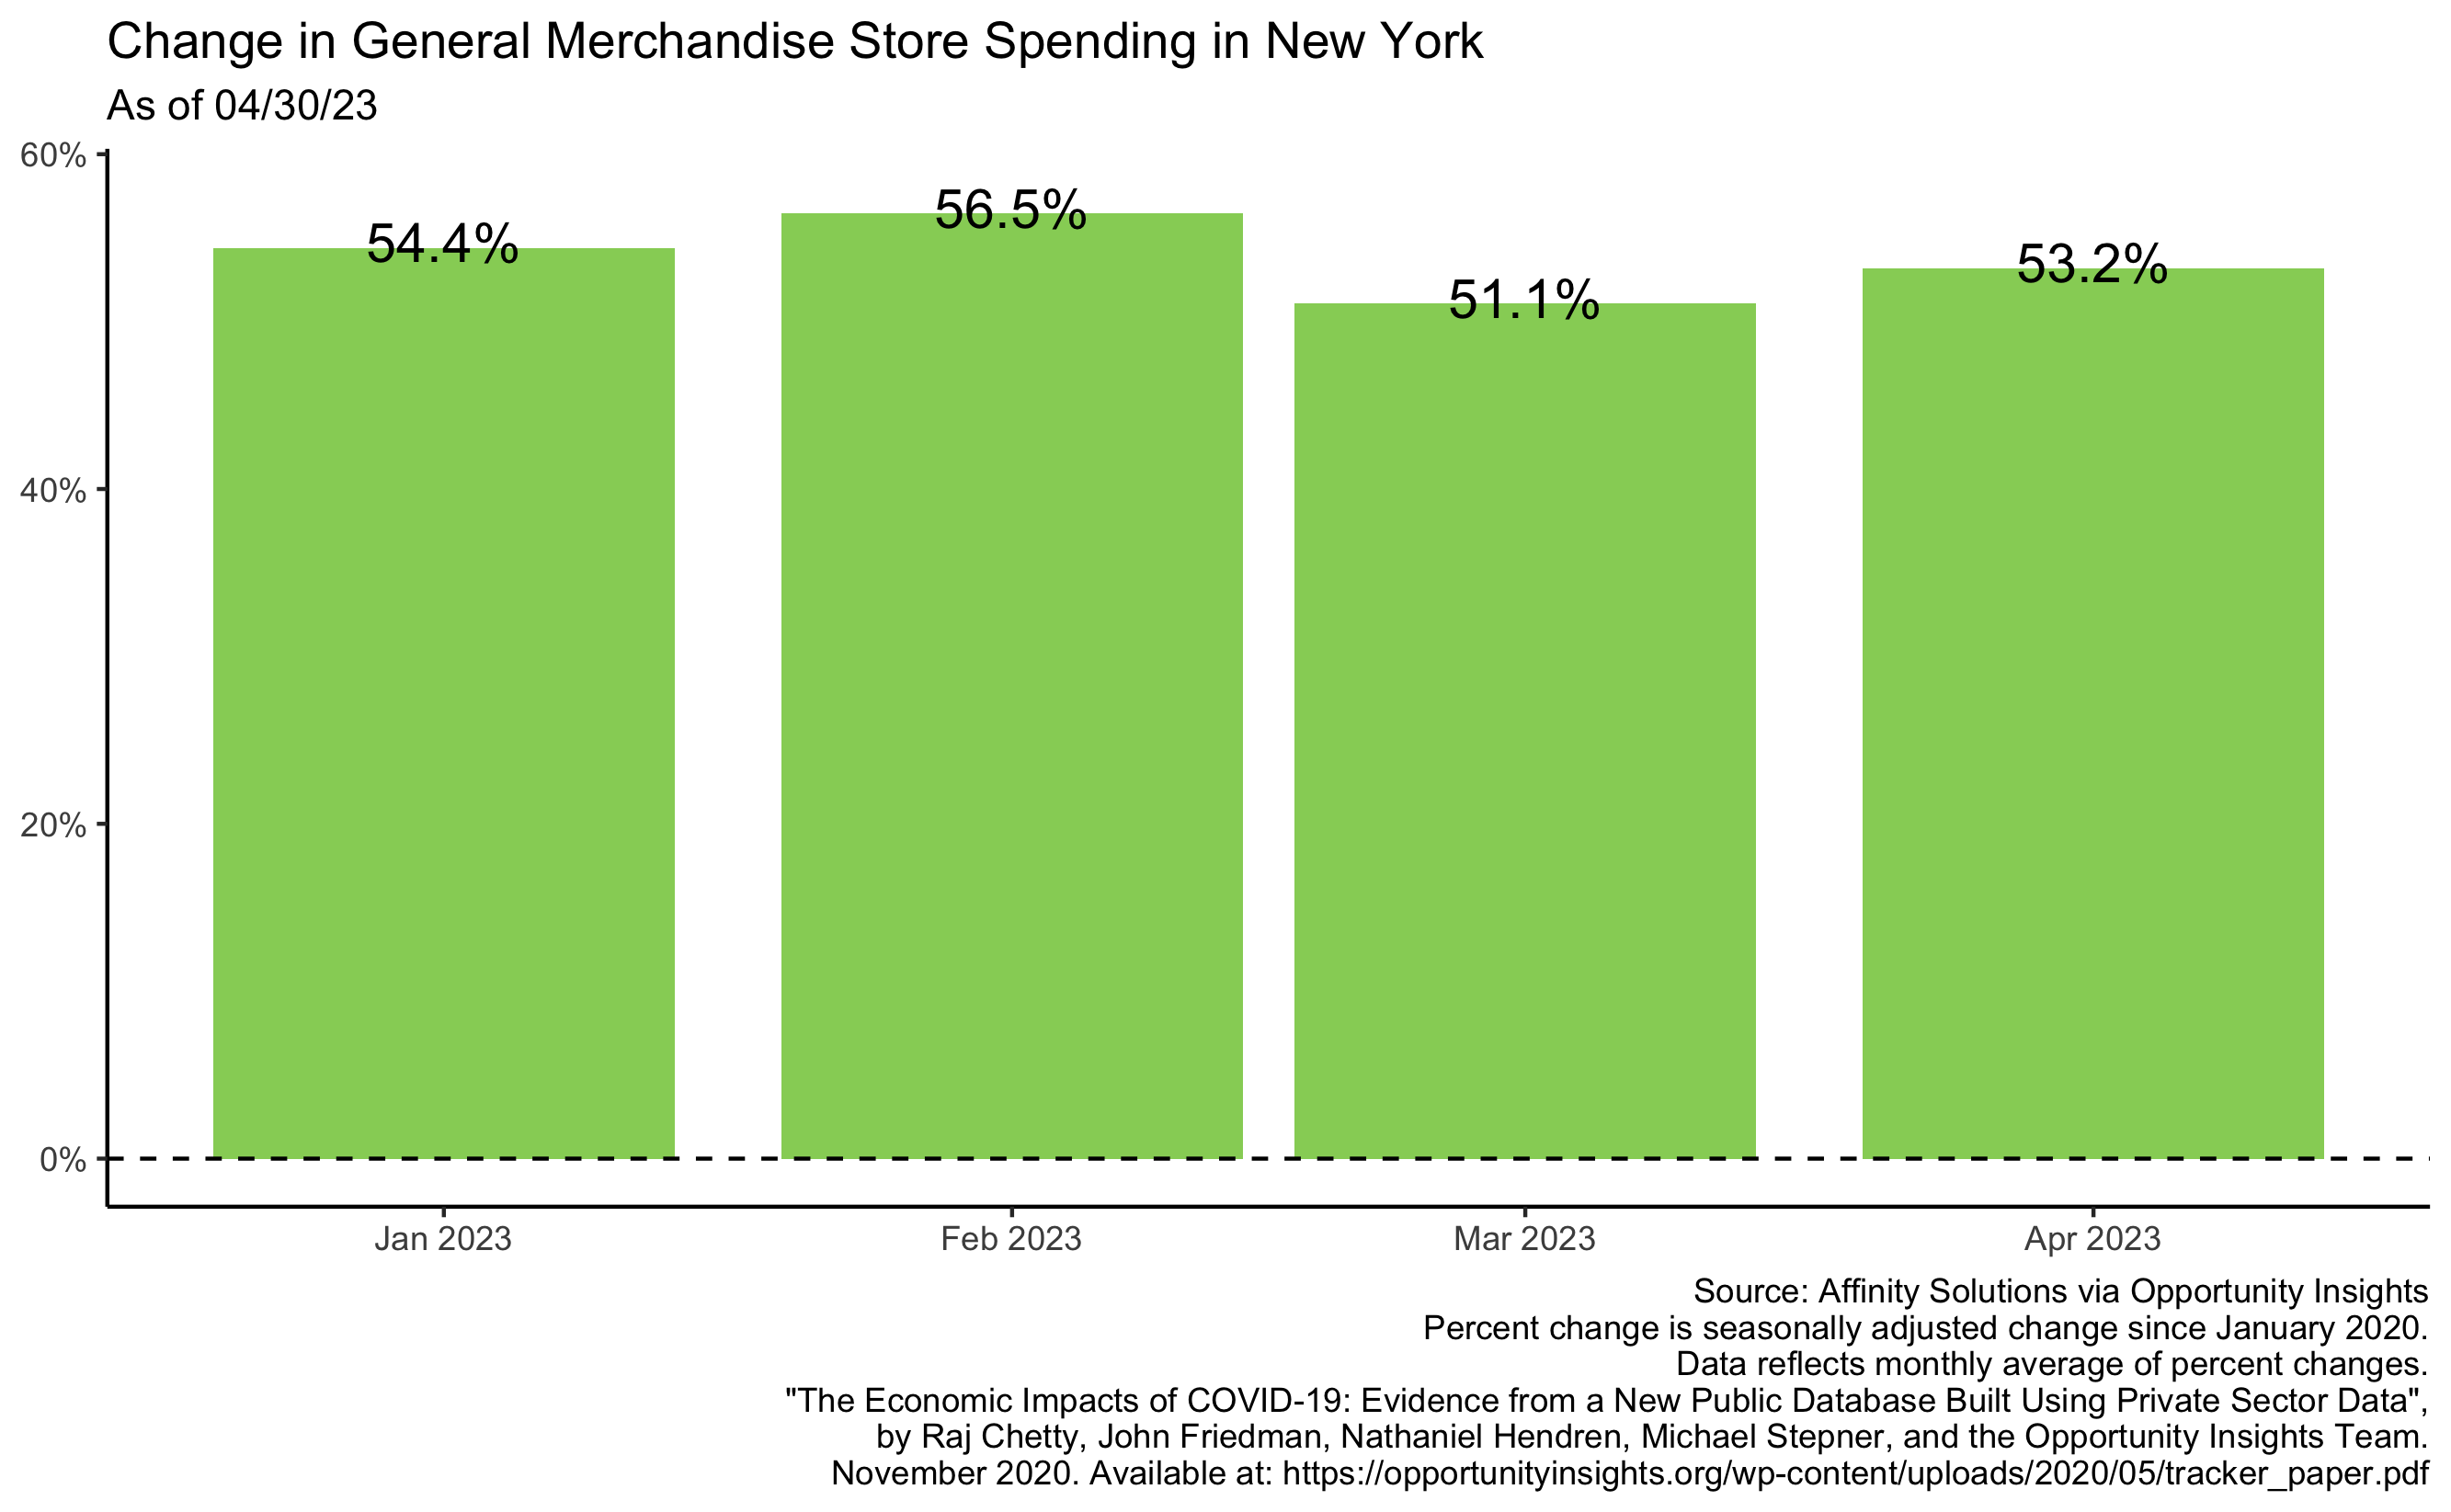 Change in General Merchandise Store Spending in New York
As of 04/30/23
60%
40%
20%
0%
54.4%
56.5%
51.1%
53.2%
Jan 2023
Feb 2023
Mar 2023
Apr 2023
Source: Affinity Solutions via Opportunity Insights
Percent change is seasonally adjusted change since January 2020.
Data reflects monthly average of percent changes.
"The Economic Impacts of COVID-19: Evidence from a New Public Database Built Using Private Sector Data",
by Raj Chetty, John Friedman, Nathaniel Hendren, Michael Stepner, and the Opportunity Insights Team.
November 2020. Available at: https://opportunityinsights.org/wp-content/uploads/2020/05/tracker_paper.pdf